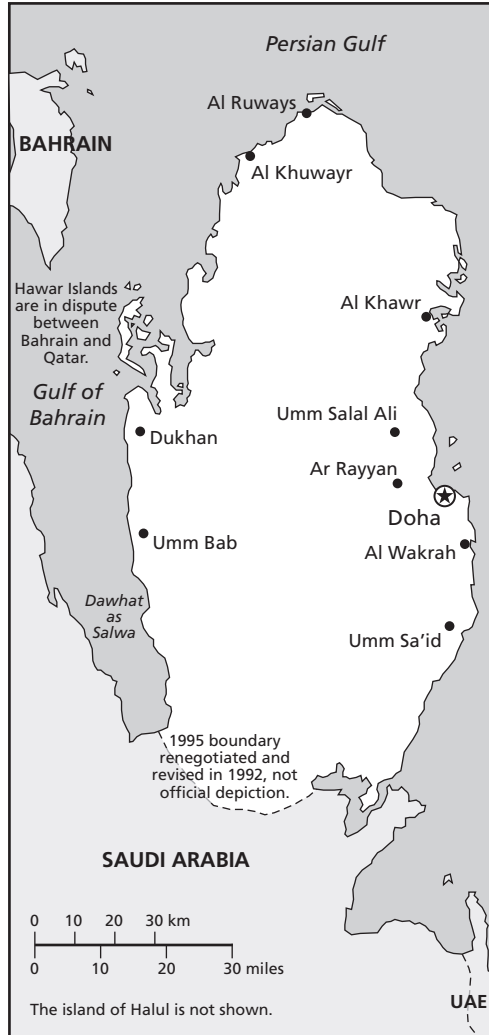 Persian Gulf
Al Ruways
BAHRAIN
Al Khuwayr
Hawar Islands
are in dispute
between
Bahrain and
Qatar.
Al Khawr
Gulf of
Bahrain
Umm Salal Ali
Dukhan
Ar Rayyan
Doha
Umm Bab
Al Wakrah
Dawhat
as
Salwa
Umm Sa'id
1995 boundary
renegotiated and
revised in 1992, not
official depiction.
SAUDI ARABIA
0 10 20 30 km
0 10 20 30 miles
UAE
The island of Halul is not shown.